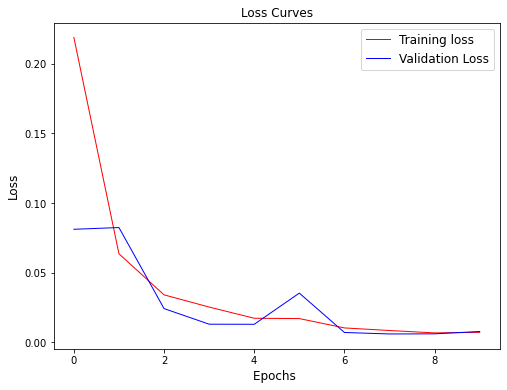 Loss Curves
Training loss
Validation Loss
0.20
0.15
0.10
0.05
0.00
Loss
0 2 4 6 8
Epochs